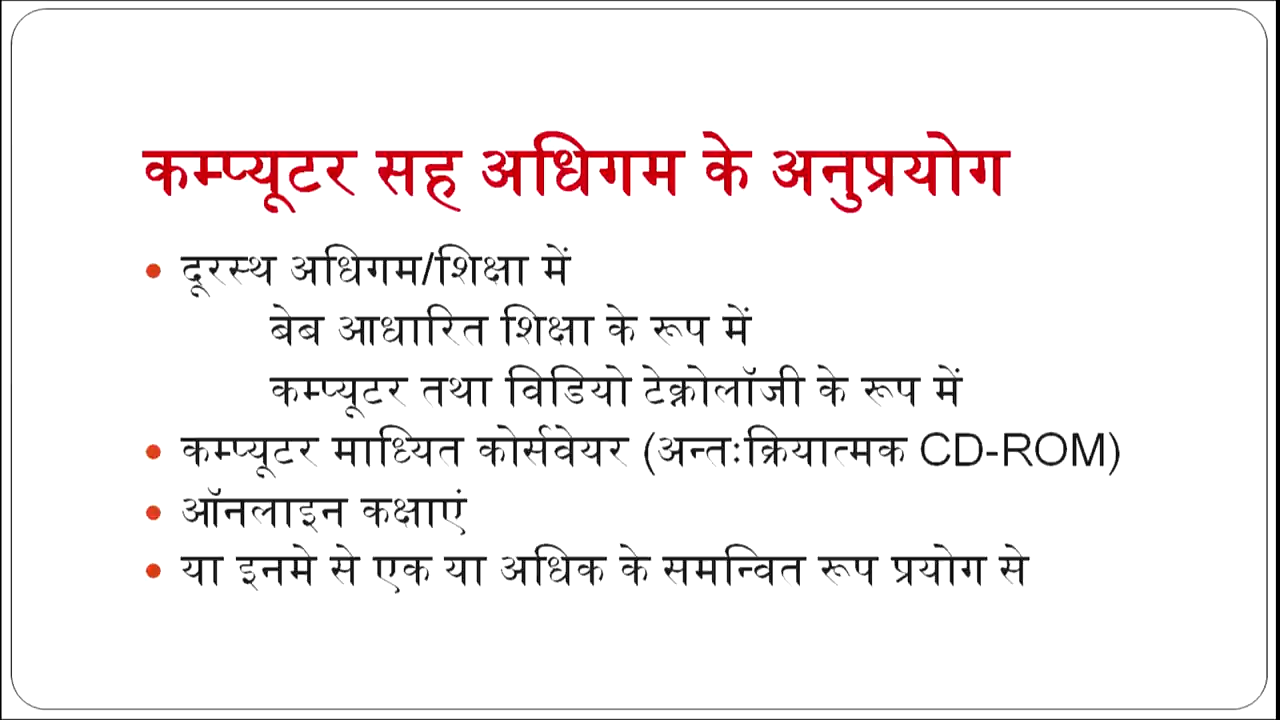 कम्प्यूटर सह अधिगम के अनुप्रयोग
• दूरस्थ अधिगम/शिक्षा में
बेब आधारित शिक्षा के रूप में
कम्प्यूटर तथा विडियो टेक्नोलॉजी के रूप में
• कम्प्यूटर माध्यित कोर्सवेयर (अन्तःक्रियात्मक CD-ROM)
• ऑनलाइन कक्षाएं
• या इनमे से एक या अधिक के समन्वित रूप प्रयोग से